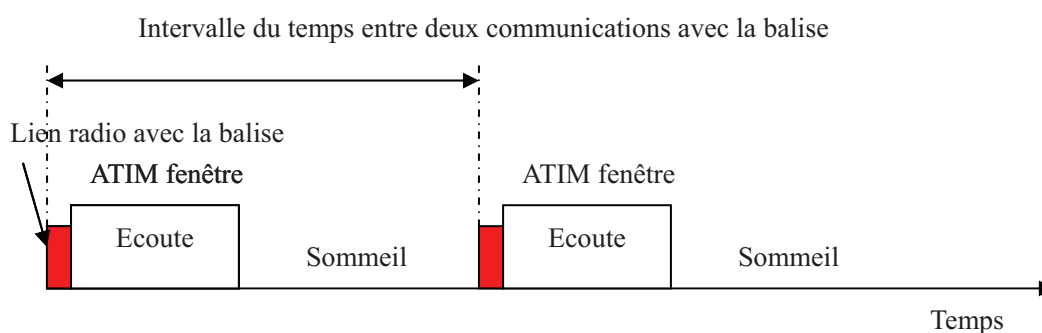 Intervalle du temps entre deux communications avec la balise
Lien radio avec la balise
ATIM fenêtre
ATIM fenêtre
Ecoute
Ecoute
Sommeil
Sommeil
Temps